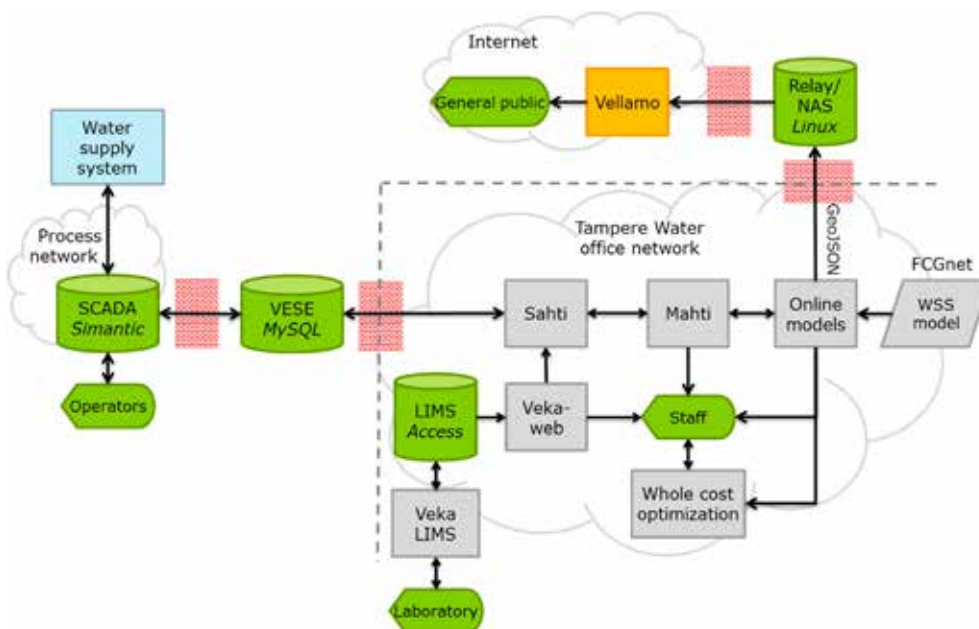 Internet
General public
Vellamo
Relay/
NAS
Linux
Water
supply
system
Process
network
Tampere Water
office network
GeoJSON
FCGnet
SCADA
Simantic
VESE
MySQL
Sahti
Mahti
Online
models
WSS
model
Operators
LIMS
Access
Veka-
web
Staff
Veka
LIMS
Whole cost
optimization
Laboratory